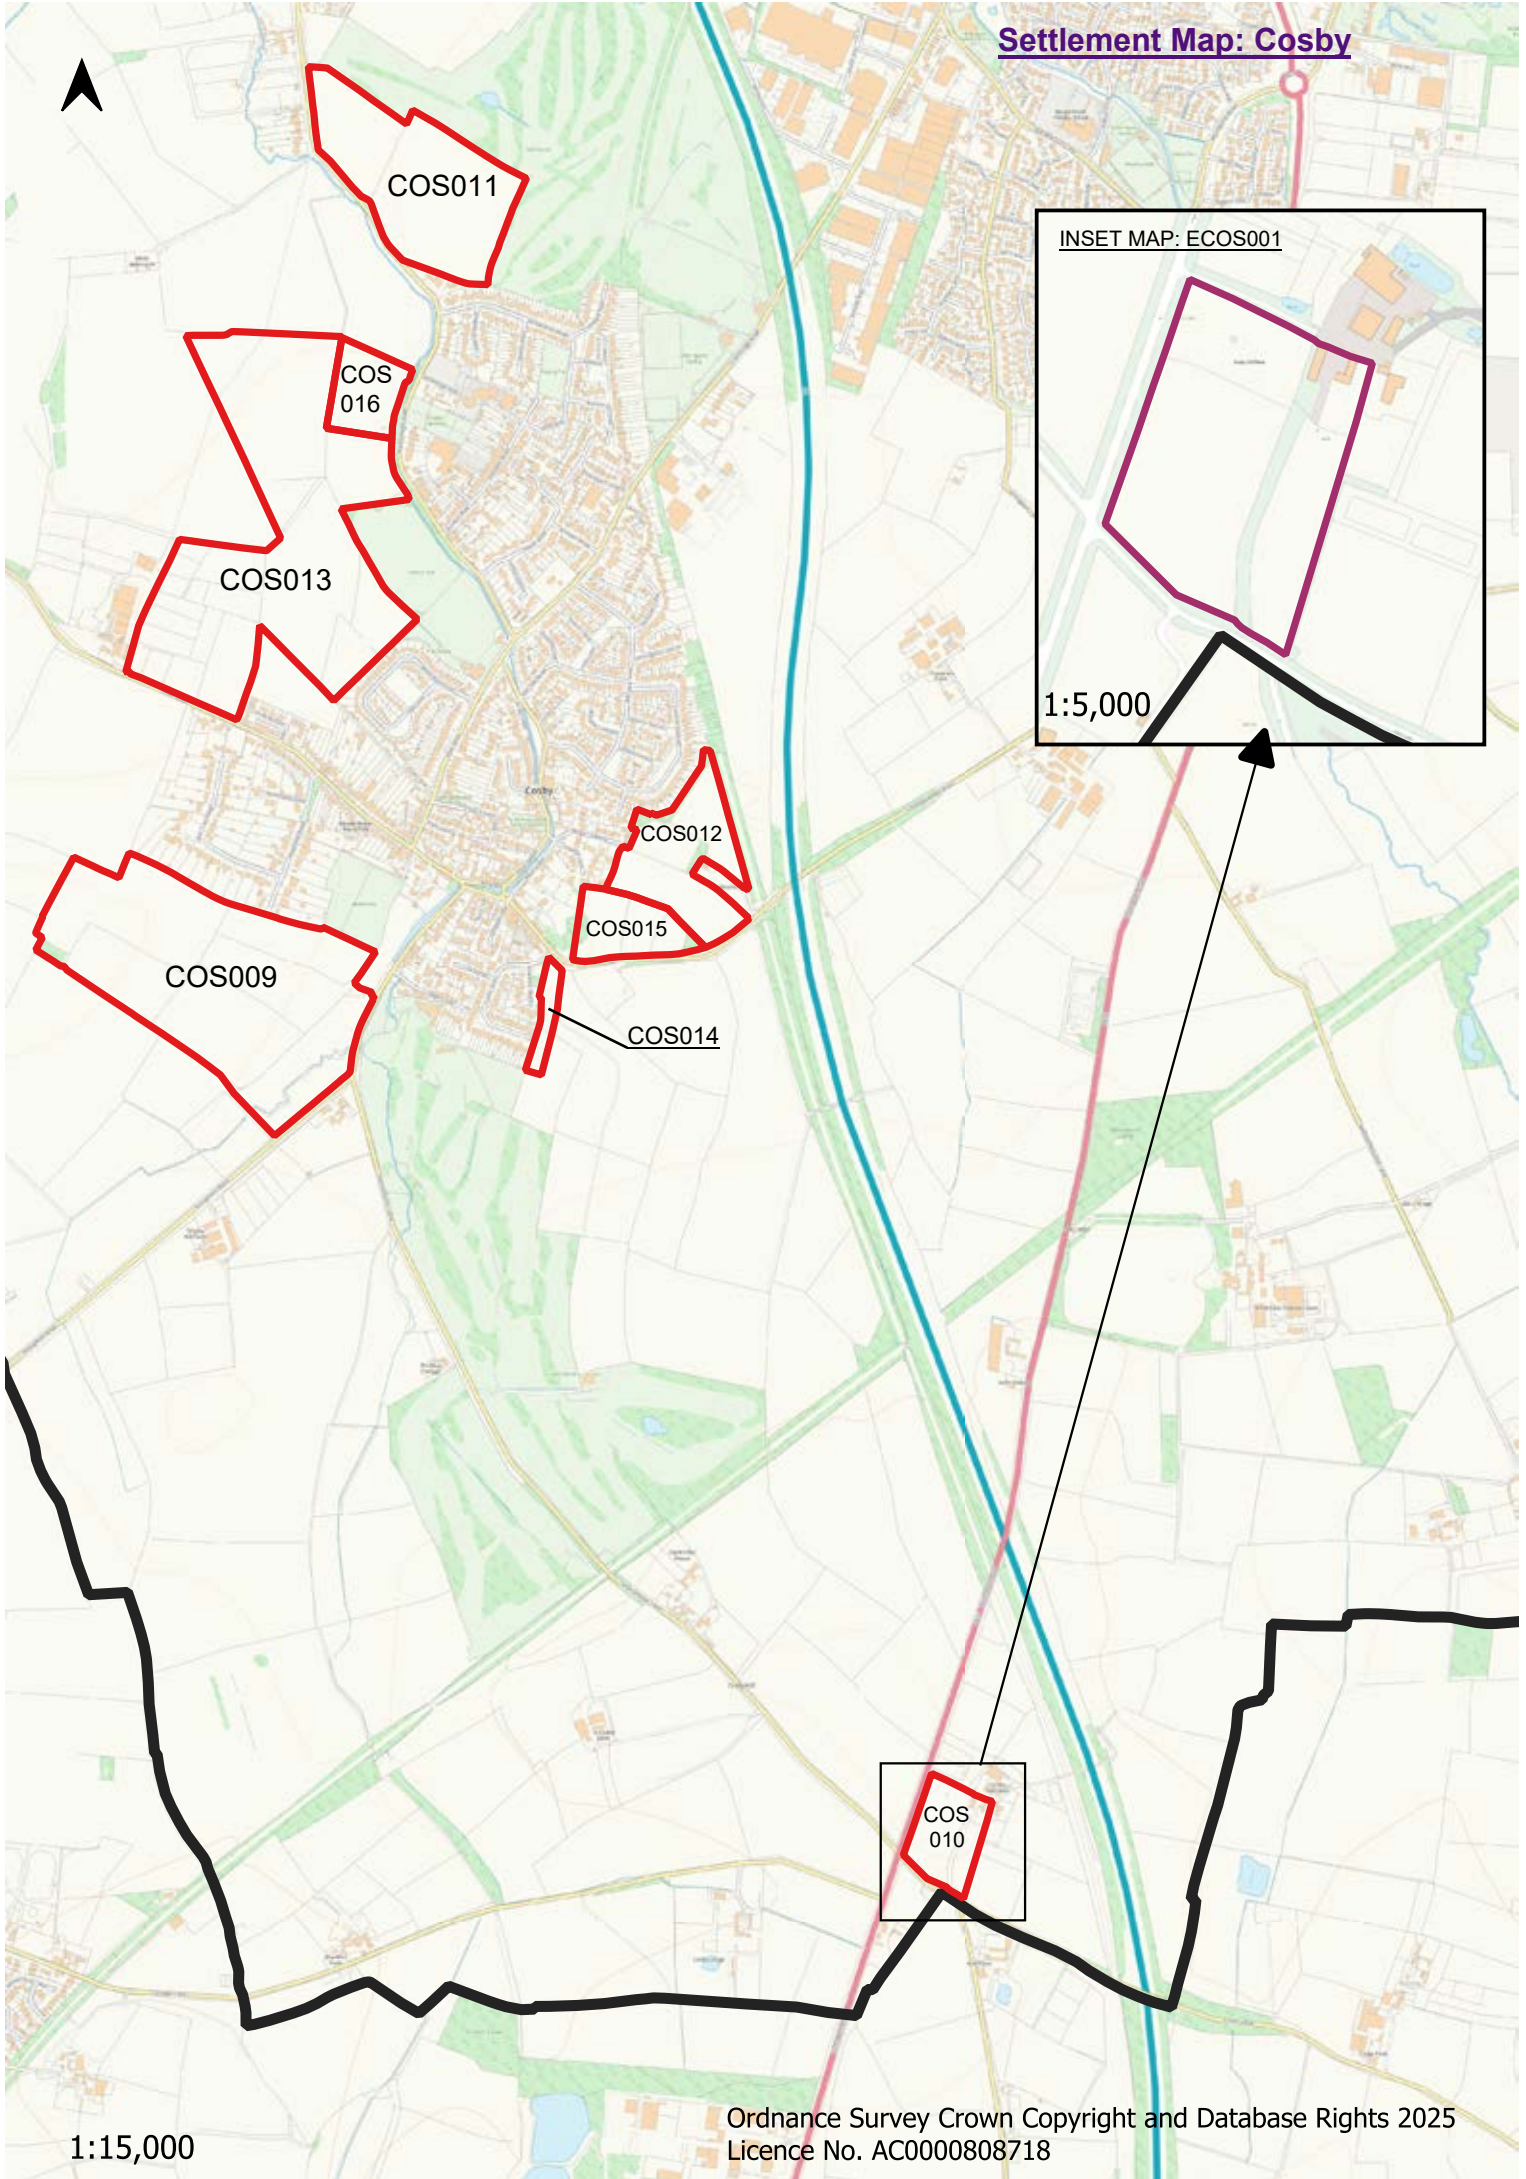 Settlement Map: Cosby
COS011
INSET MAP: ECOS001
COS
016
COS013
1:5,000
Cosby
COS012
COS015
COS009
COS014
COS
010
Ordnance Survey Crown Copyright and Database Rights 2025
Licence No. AC0000808718
1:15,000